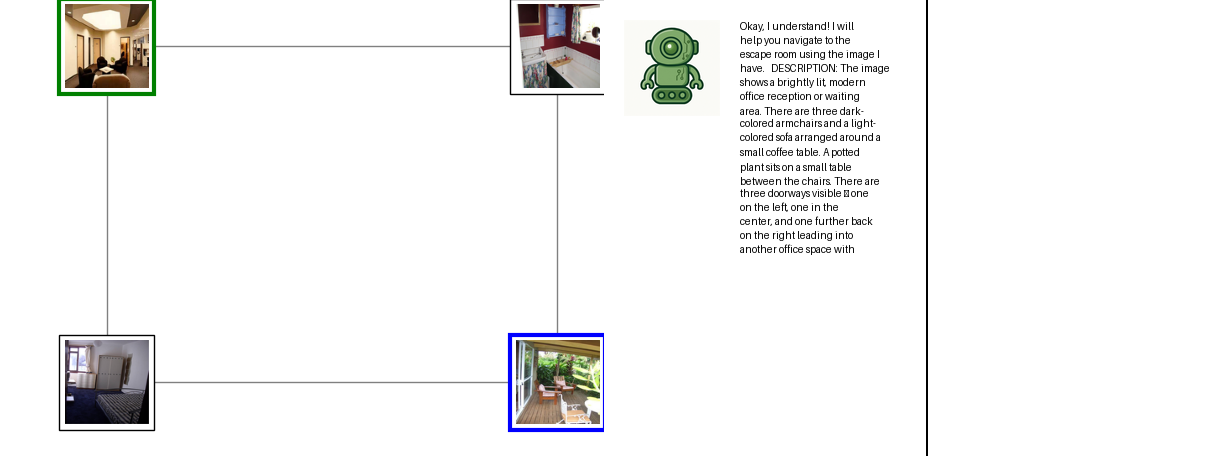 Okay, I understand! I will
help you navigate to the
escape room using the image I
have.   DESCRIPTION: The image
shows a brightly lit, modern
office reception or waiting
area. There are three dark-
colored armchairs and a light-
colored sofa arranged around a
small coffee table. A potted
plant sits on a small table
between the chairs. There are
three doorways visible  one
on the left, one in the
center, and one further back
on the right leading into
another office space with